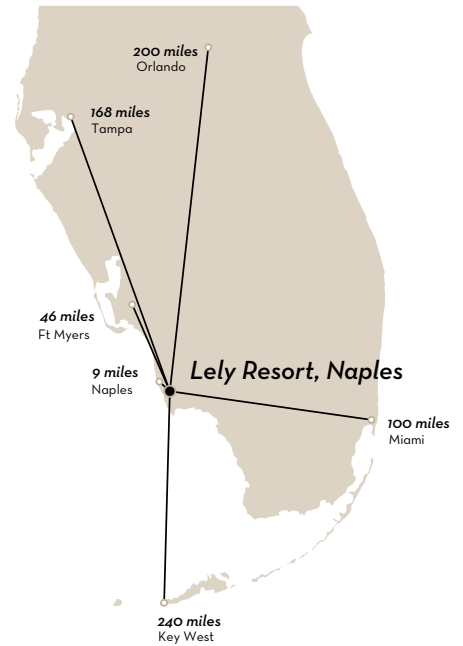 200 miles
Orlando
168 miles
Tampa
46 miles
Ft Myers
9 miles
Naples
Lely Resort, Naples
100 miles
Miami
240 miles
Key West